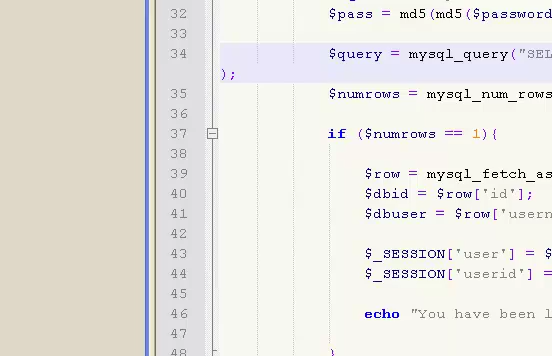 32 $pass = md5(md5($password
33
34 $query = mysql_query("SEL
);
35 $numrows = mysql_num_rows
36
37 if ($numrows == 1){
38
39 $row = mysql_fetch_as
40 $dbid = $row['id'];
41 $dbuser = $row['usern
42
43 $_SESSION['user'] = $
44 $_SESSION['userid'] =
45
46 echo "You have been l
47
48 }